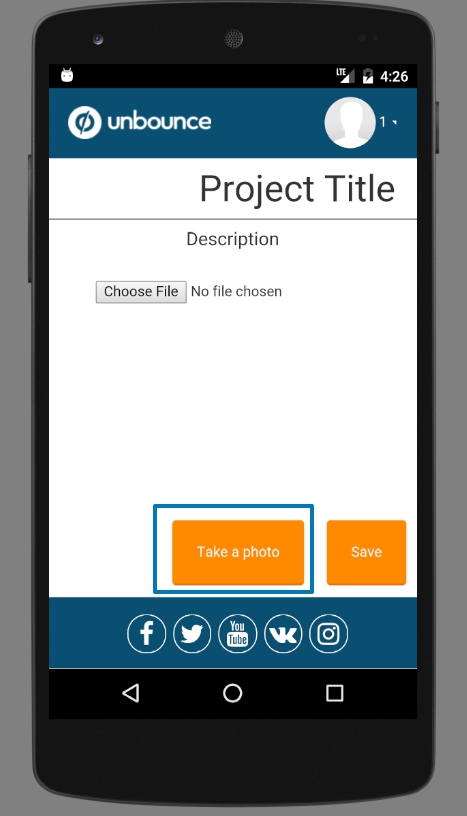 LTE 4:26
unbounce
1
Project Title
Description
Choose File No file chosen
Take a photo Save
You
Tube